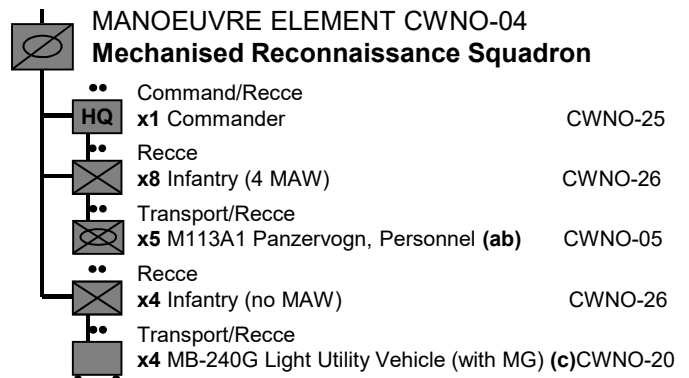 MANOEUVRE ELEMENT CWNO-04
Mechanised Reconnaissance Squadron
Command/Recce
HQ x1 Commander CWNO-25
Recce
x8 Infantry (4 MAW) CWNO-26
Transport/Recce
x5 M113A1 Panzervogn, Personnel (ab) CWNO-05
Recce
x4 Infantry (no MAW) CWNO-26
Transport/Recce
x4 MB-240G Light Utility Vehicle (with MG) (c)CWNO-20